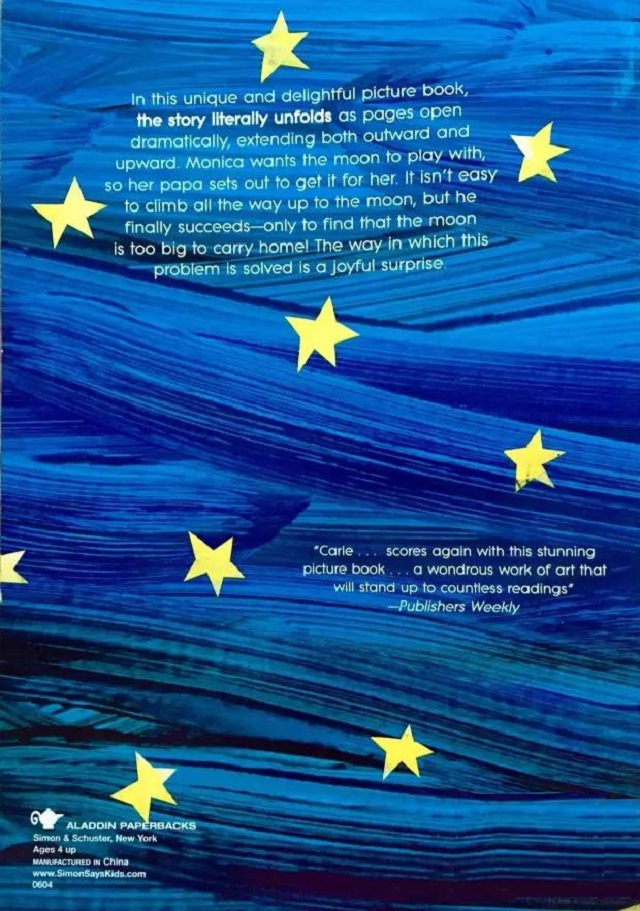 In this unique and delightful picture book,
the story literally unfolds as pages open
dramatically, extending both outward and
upward. Monica wants the moon to play with,
so her papa sets out to get it for her. It isn't easy
to climb all the way up to the moon, but he
finally succeeds—only to find that the moon
is too big to carry home! The way in which this
problem is solved is a joyful surprise.
"Carle . . . scores again with this stunning
picture book . . . a wondrous work of art that
will stand up to countless readings"
—Publishers Weekly
ALADDIN PAPERBACKS
Simon & Schuster, New York
Ages 4 up
MANUFACTURED IN China
www.SimonSaysKids.com
0604